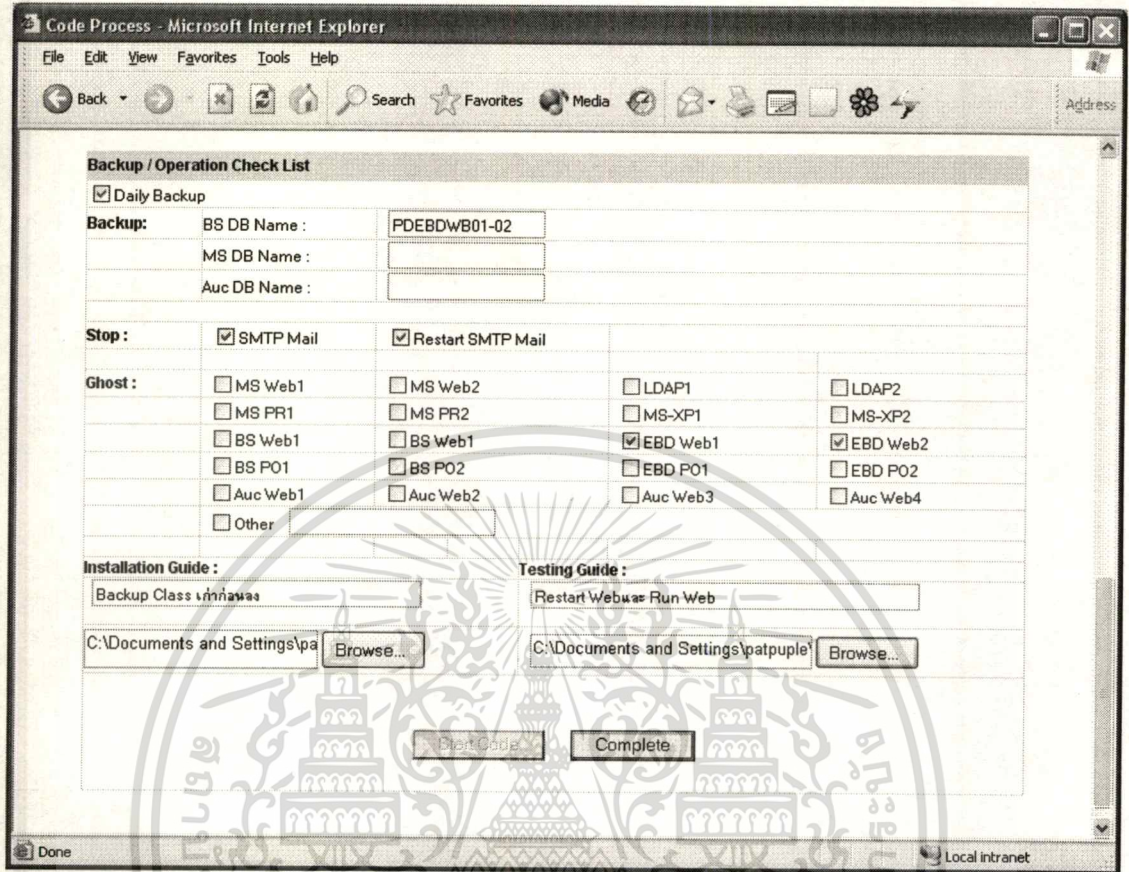 Code Process - Microsoft Internet Explorer
File Edit View Favorites Tools Help
Back Search Favorites Media Address
Backup / Operation Check List
Daily Backup
Backup: BS DB Name : PDEBDWB01-02
MS DB Name :
Auc DB Name :
Stop : SMTP Mail Restart SMTP Mail
Ghost : MS Web1 MS Web2 LDAP1 LDAP2
MS PR1 MS PR2 MS-XP1 MS-XP2
BS Web1 BS Web1 EBD Web1 EBD Web2
BS PO1 BS PO2 EBD PO1 EBD PO2
Auc Web1 Auc Web2 Auc Web3 Auc Web4
Other
Installation Guide : Testing Guide :
Backup Class เก่าก่อนลง Restart Webและ Run Web
C:\Documents and Settings\pa Browse... C:\Documents and Settings\patpuple\ Browse...
Start Code Complete
Done Local intranet